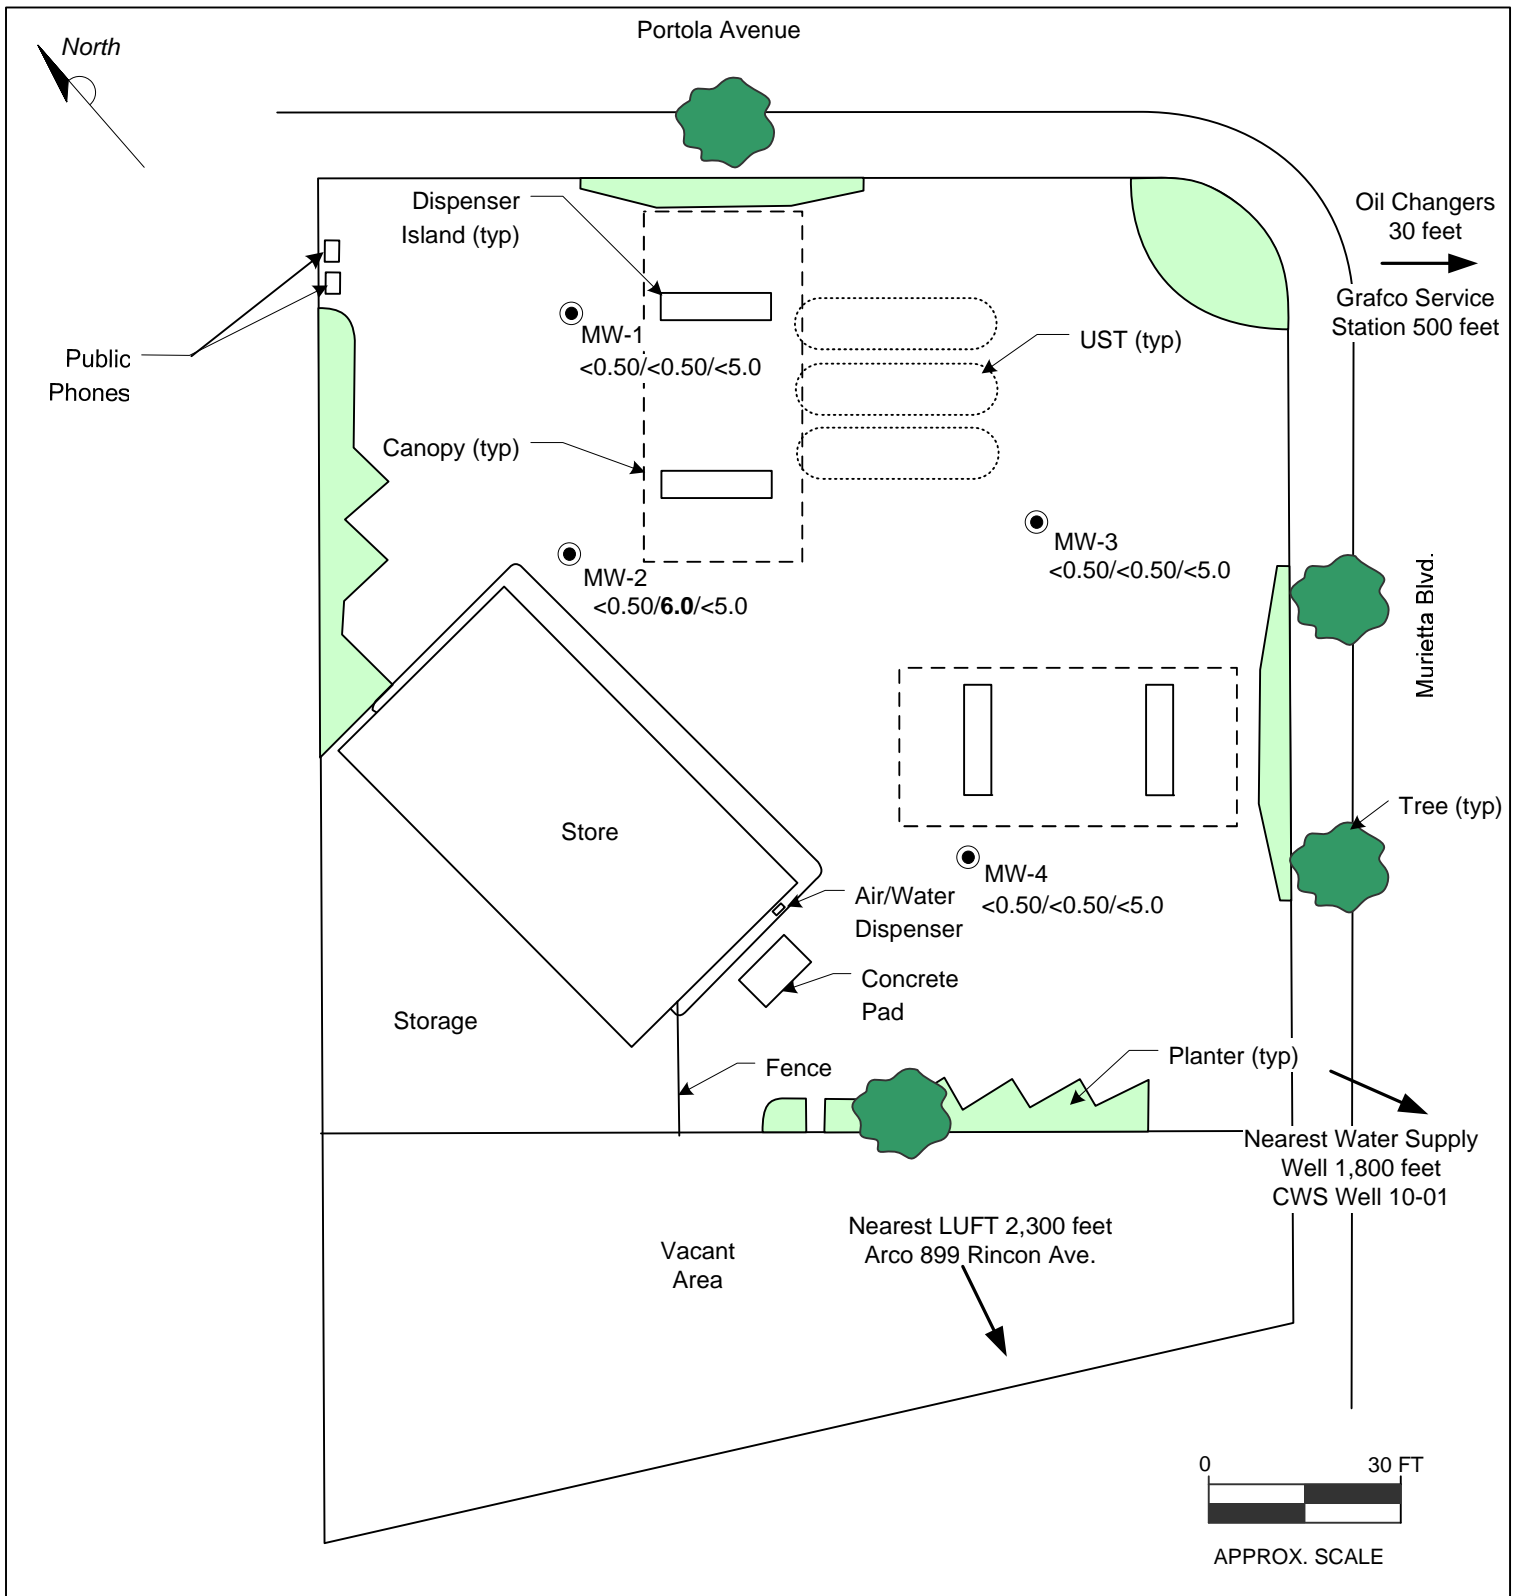 Portola Avenue
North
Oil Changers
30 feet
Grafco Service
Station 500 feet
Dispenser
Island (typ)
MW-1
<0.50/<0.50/<5.0
UST (typ)
Public
Phones
Canopy (typ)
MW-3
<0.50/<0.50/<5.0
MW-2
<0.50/6.0/<5.0
Murietta Blvd.
Tree (typ)
Store
MW-4
<0.50/<0.50/<5.0
Air/Water
Dispenser
Concrete
Pad
Storage
Fence
Planter (typ)
Nearest Water Supply
Well 1,800 feet
CWS Well 10-01
Nearest LUFT 2,300 feet
Arco 899 Rincon Ave.
Vacant
Area
0 30 FT
APPROX. SCALE